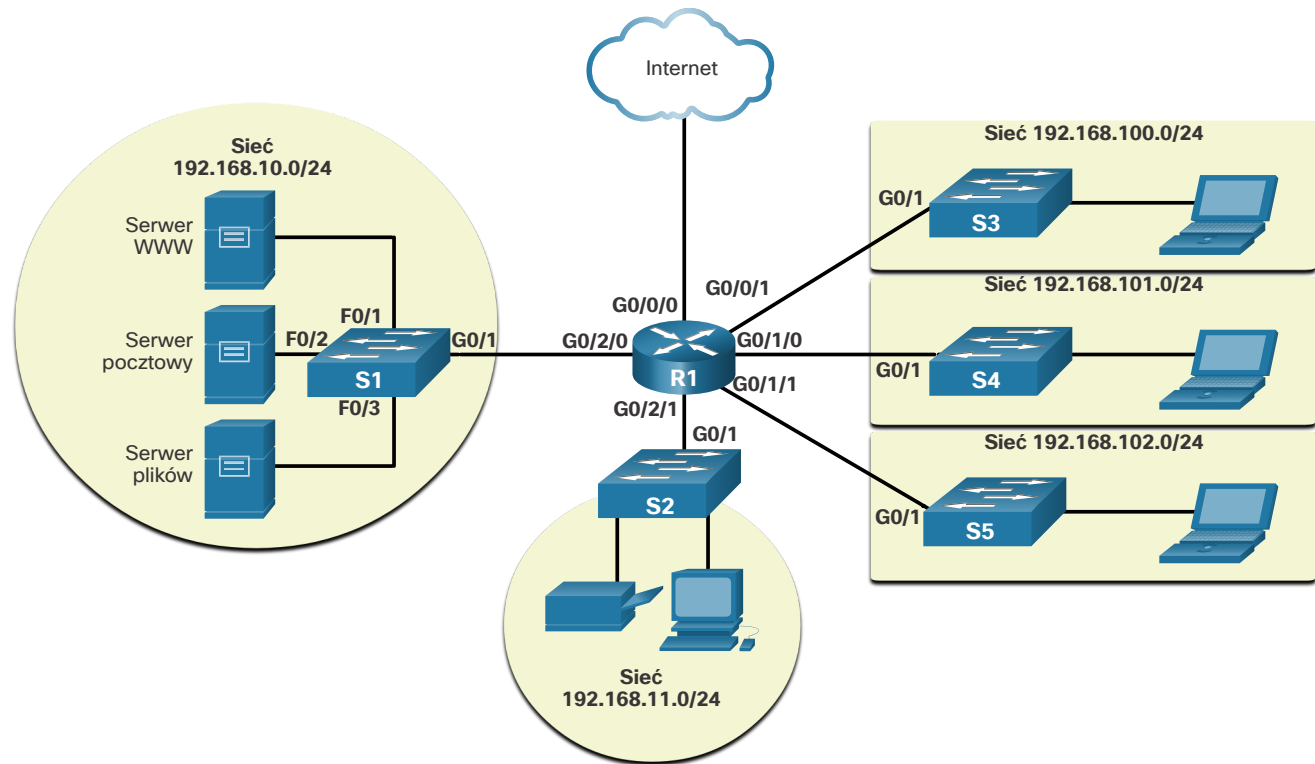 Internet
Sieć
192.168.10.0/24
Serwer
WWW
Serwer
pocztowy
Serwer
plików
F0/1
F0/2
F0/3
S1
G0/1
G0/2/0
G0/0/0
G0/0/1
G0/1/0
G0/1/1
G0/2/1
R1
G0/1
S2
Sieć
192.168.11.0/24
Sieć 192.168.100.0/24
G0/1
S3
Sieć 192.168.101.0/24
G0/1
S4
Sieć 192.168.102.0/24
G0/1
S5